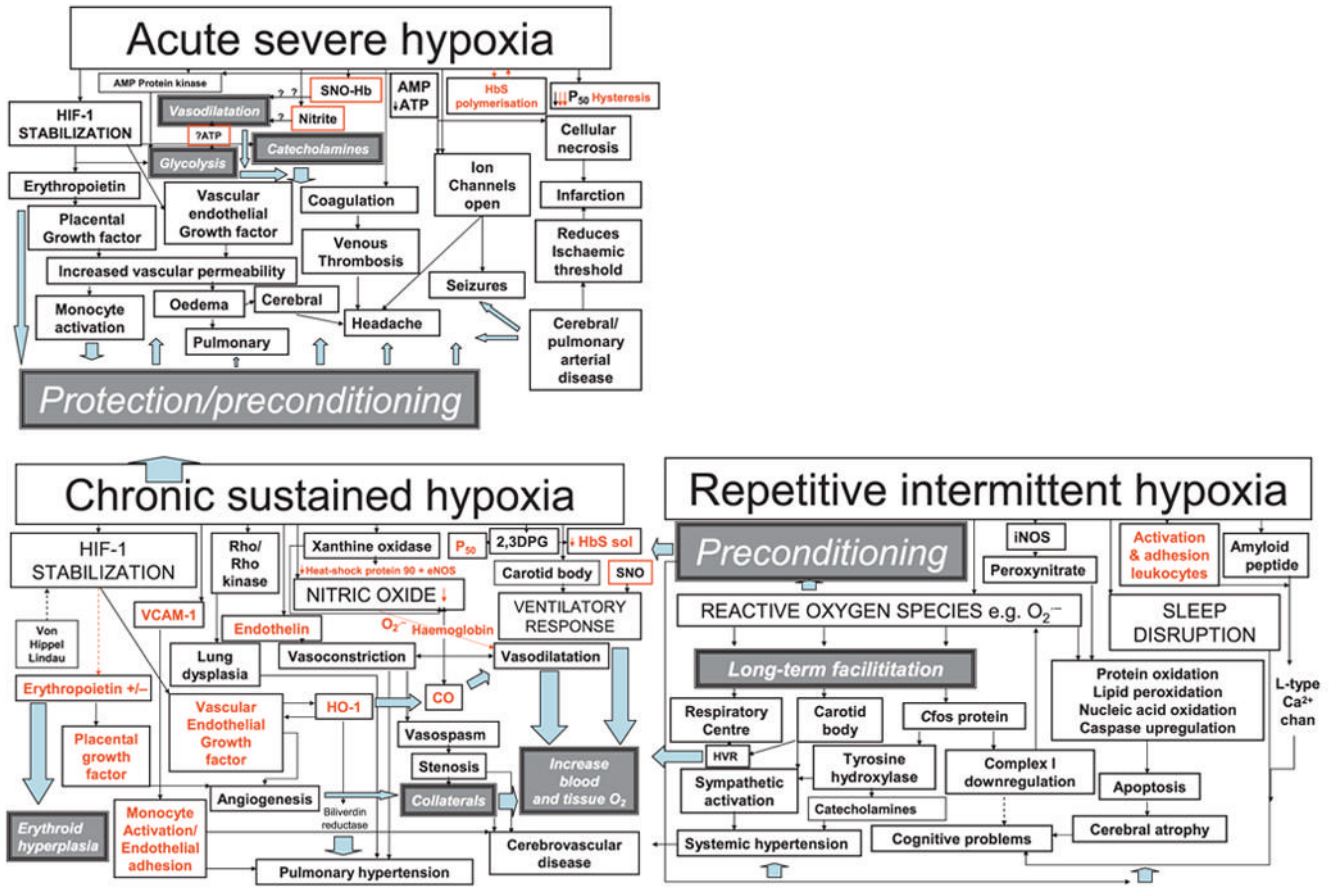 Acute severe hypoxia
AMP Protein kinase
SNO-Hb
AMP
↓ATP
HbS
polymerisation
↓↓↓P50 Hysteresis
HIF-1
STABILIZATION
Vasodilatation
? ?
?
Nitrite
?ATP
Glycolysis
Catecholamines
Cellular
necrosis
Erythropoietin
Placental
Growth factor
Vascular
endothelial
Growth factor
Coagulation
Ion
Channels
open
Infarction
Venous
Thrombosis
Reduces
Ischaemic
threshold
Increased vascular permeability
Monocyte
activation
Oedema
Cerebral
Seizures
Pulmonary
Headache
Cerebral/
pulmonary
arterial
disease
Protection/preconditioning
Chronic sustained hypoxia
HIF-1
STABILIZATION
Rho/
Rho
kinase
Xanthine oxidase
P50
2,3DPG
↓ HbS sol
↓Heat-shock protein 90 + eNOS
Carotid body
SNO
NITRIC OXIDE ↓
VENTILATORY
RESPONSE
VCAM-1
Von
Hippel
Lindau
Endothelin
O2·–
Haemoglobin
Lung
dysplasia
Vasoconstriction
Vasodilatation
Erythropoietin +/–
Vascular
Endothelial
Growth
factor
HO-1
CO
Placental
growth
factor
Vasospasm
Stenosis
Increase
blood
and tissue O2
Angiogenesis
Collaterals
Biliverdin
reductase
Erythroid
hyperplasia
Monocyte
Activation/
Endothelial
adhesion
Cerebrovascular
disease
Pulmonary hypertension
Repetitive intermittent hypoxia
Preconditioning
iNOS
Peroxynitrate
Activation
& adhesion
leukocytes
Amyloid
peptide
REACTIVE OXYGEN SPECIES e.g. O2·–
SLEEP
DISRUPTION
Long-term facilititation
Protein oxidation
Lipid peroxidation
Nucleic acid oxidation
Caspase upregulation
L-type
Ca2+
chan
Respiratory
Centre
Carotid
body
Cfos protein
HVR
Sympathetic
activation
Tyrosine
hydroxylase
Complex I
downregulation
Apoptosis
Catecholamines
Systemic hypertension
Cognitive problems
Cerebral atrophy